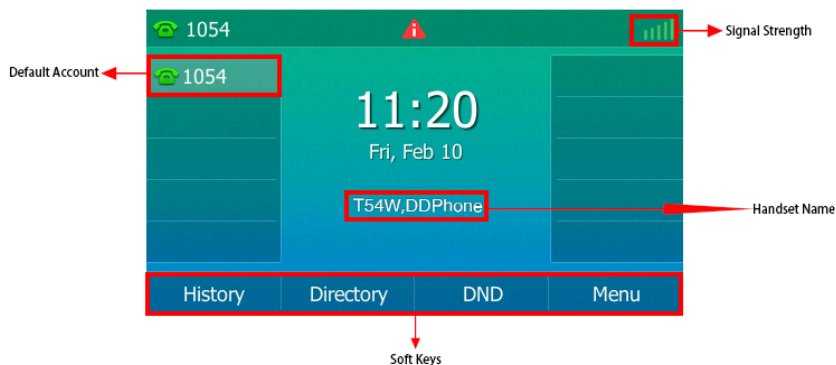 1054
Signal Strength
Default Account
1054
11:20
Fri, Feb 10
T54W,DDPhone
Handset Name
History Directory DND Menu
Soft Keys